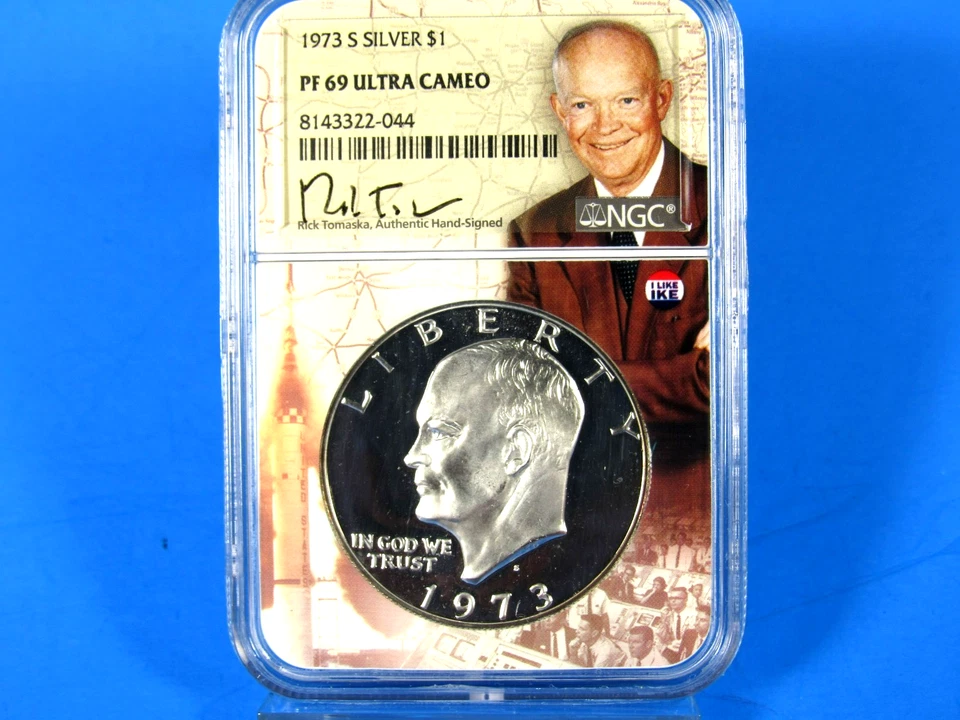 1973 S SILVER $1
PF 69 ULTRA CAMEO
8143322-044
Rick Tomaska, Authentic Hand-Signed
NGC®
I LIKE
IKE
LIBERTY
IN GOD WE
TRUST
S
1973